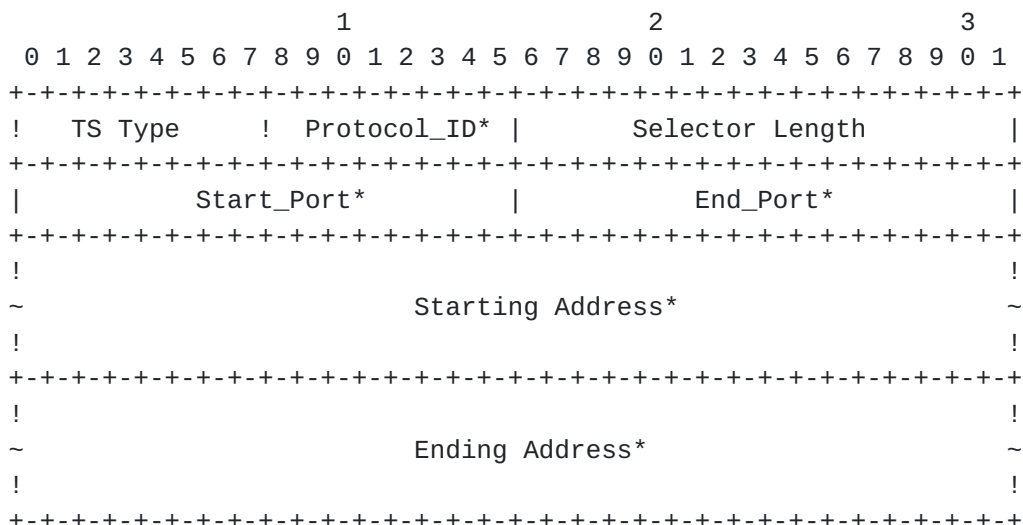 1                   2                   3
 0 1 2 3 4 5 6 7 8 9 0 1 2 3 4 5 6 7 8 9 0 1 2 3 4 5 6 7 8 9 0 1
+-+-+-+-+-+-+-+-+-+-+-+-+-+-+-+-+-+-+-+-+-+-+-+-+-+-+-+-+-+-+-+-+
!   TS Type     ! Protocol_ID*  |       Selector Length         |
+-+-+-+-+-+-+-+-+-+-+-+-+-+-+-+-+-+-+-+-+-+-+-+-+-+-+-+-+-+-+-+-+
|           Start_Port*         |           End_Port*           |
+-+-+-+-+-+-+-+-+-+-+-+-+-+-+-+-+-+-+-+-+-+-+-+-+-+-+-+-+-+-+-+-+
!                                                               !
~                         Starting Address*                     ~
!                                                               !
+-+-+-+-+-+-+-+-+-+-+-+-+-+-+-+-+-+-+-+-+-+-+-+-+-+-+-+-+-+-+-+-+
!                                                               !
~                         Ending Address*                       ~
!                                                               !
+-+-+-+-+-+-+-+-+-+-+-+-+-+-+-+-+-+-+-+-+-+-+-+-+-+-+-+-+-+-+-+-+